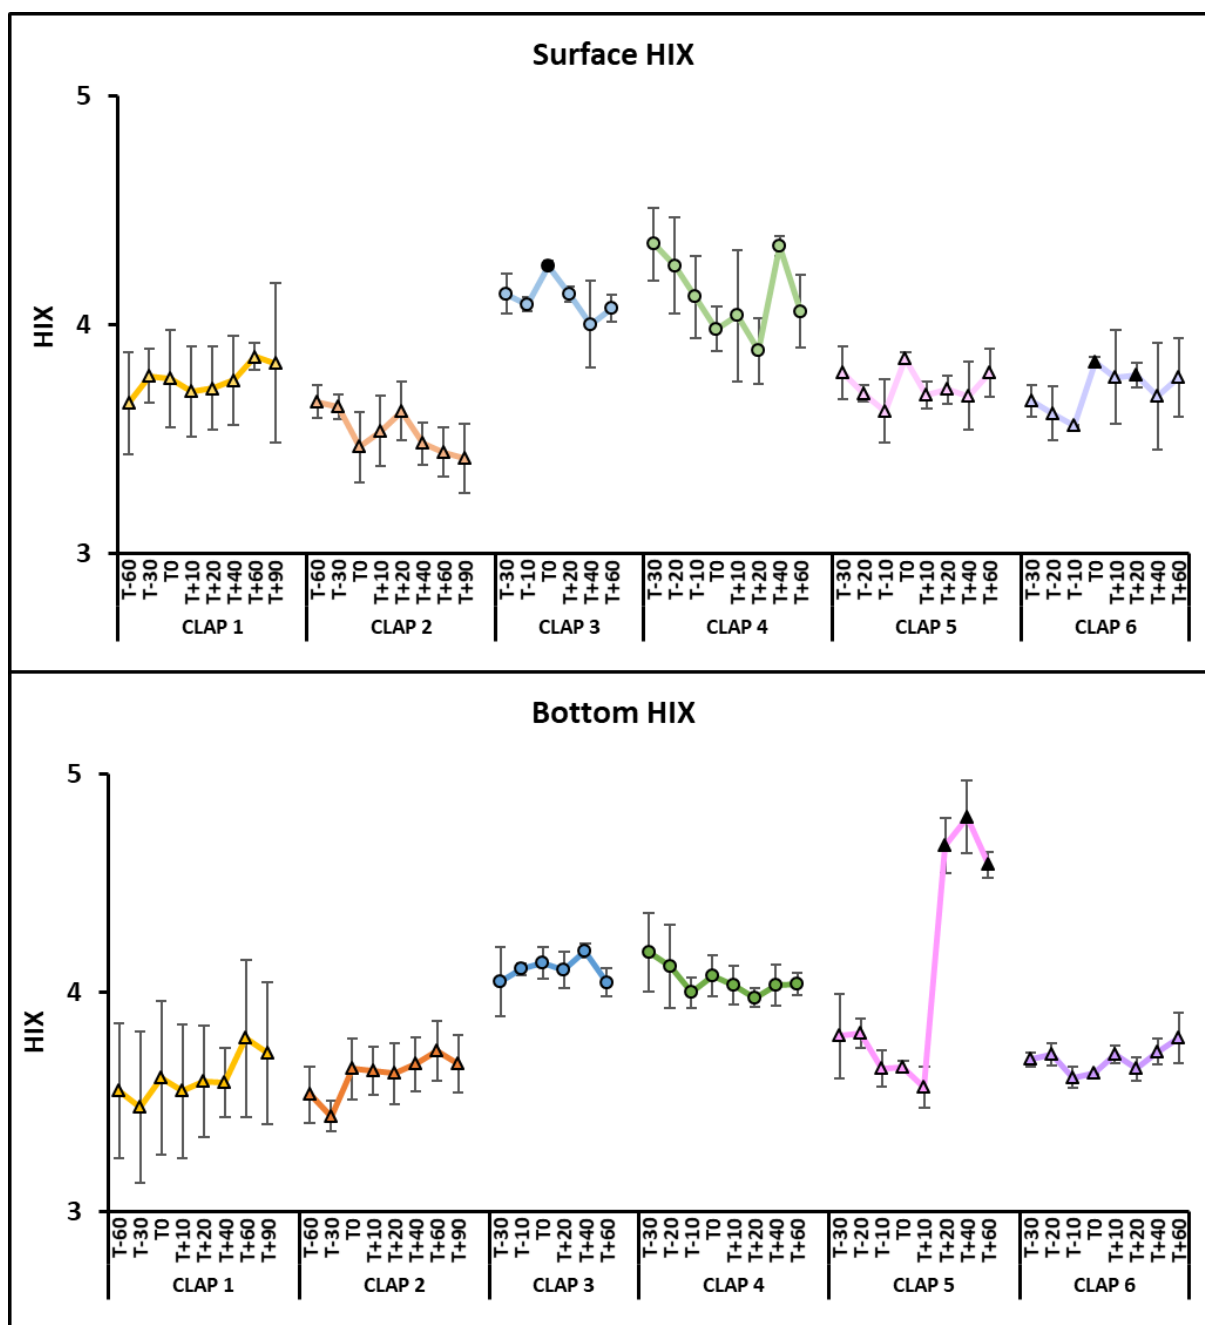 Surface HIX
5
4
3
HIX
T-60 T-30 T0 T+10 T+20 T+40 T+60 T+90 T-60 T-30 T0 T+10 T+20 T+40 T+60 T+90 T-30 T-10 T0 T+20 T+40 T+60 T-30 T-20 T-10 T0 T+10 T+20 T+40 T+60 T-30 T-20 T-10 T0 T+10 T+20 T+40 T+60 T-30 T-20 T-10 T0 T+10 T+20 T+40 T+60
CLAP 1 CLAP 2 CLAP 3 CLAP 4 CLAP 5 CLAP 6
Bottom HIX
5
4
3
HIX
T-60 T-30 T0 T+10 T+20 T+40 T+60 T+90 T-60 T-30 T0 T+10 T+20 T+40 T+60 T+90 T-30 T-10 T0 T+20 T+40 T+60 T-30 T-20 T-10 T0 T+10 T+20 T+40 T+60 T-30 T-20 T-10 T0 T+10 T+20 T+40 T+60 T-30 T-20 T-10 T0 T+10 T+20 T+40 T+60
CLAP 1 CLAP 2 CLAP 3 CLAP 4 CLAP 5 CLAP 6